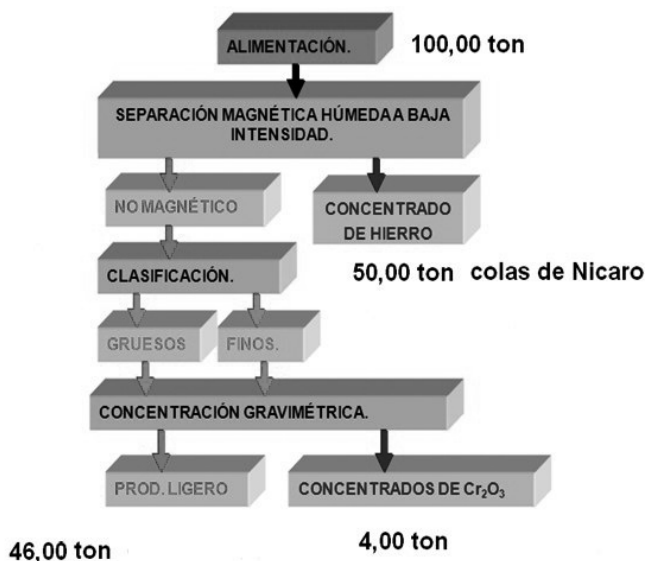 ALIMENTACIÓN.
100,00 ton
SEPARACIÓN MAGNÉTICA HÚMEDA A BAJA
INTENSIDAD.
NO MAGNÉTICO
CONCENTRADO
DE HIERRO
50,00 ton colas de Nicaro
CLASIFICACIÓN.
GRUESOS
FINOS.
CONCENTRACIÓN GRAVIMÉTRICA.
PROD. LIGERO
CONCENTRADOS DE Cr₂O₃
46,00 ton
4,00 ton